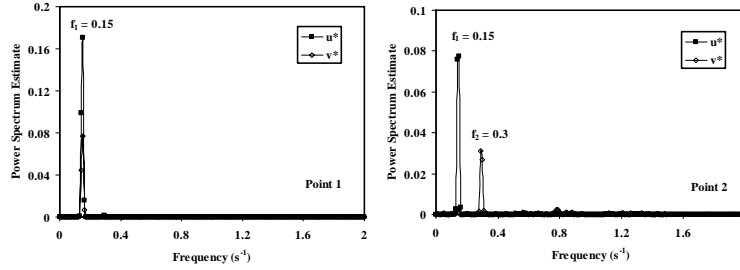 f₁ = 0.15
0.20
0.16
0.12
0.08
0.04
0.00
Power Spectrum Estimate
u*
v*
Point 1
0
0.4
0.8
1.2
1.6
2
Frequency (s⁻¹)
f₁ = 0.15
f₂ = 0.3
0.1
0.08
0.06
0.04
0.02
0
Power Spectrum Estimate
u*
v*
Point 2
0
0.4
0.8
1.2
1.6
Frequency (s⁻¹)